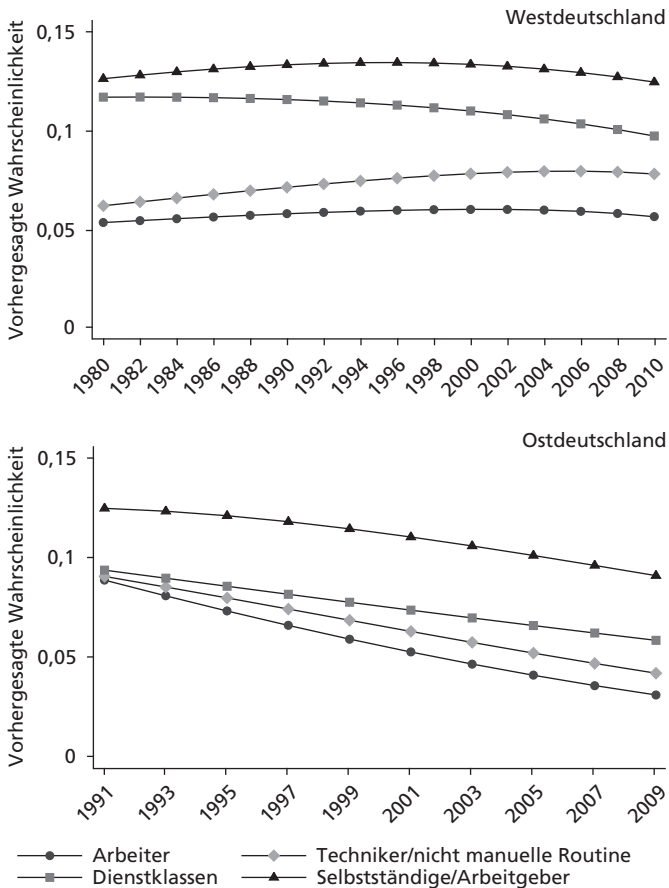 Westdeutschland
Vorhergesagte Wahrscheinlichkeit
0,15
0,1
0,05
0
1980 1982 1984 1986 1988 1990 1992 1994 1996 1998 2000 2002 2004 2006 2008 2010
Ostdeutschland
Vorhergesagte Wahrscheinlichkeit
0,15
0,1
0,05
0
1991 1993 1995 1997 1999 2001 2003 2005 2007 2009
Arbeiter Techniker/nicht manuelle Routine
Dienstklassen Selbstständige/Arbeitgeber